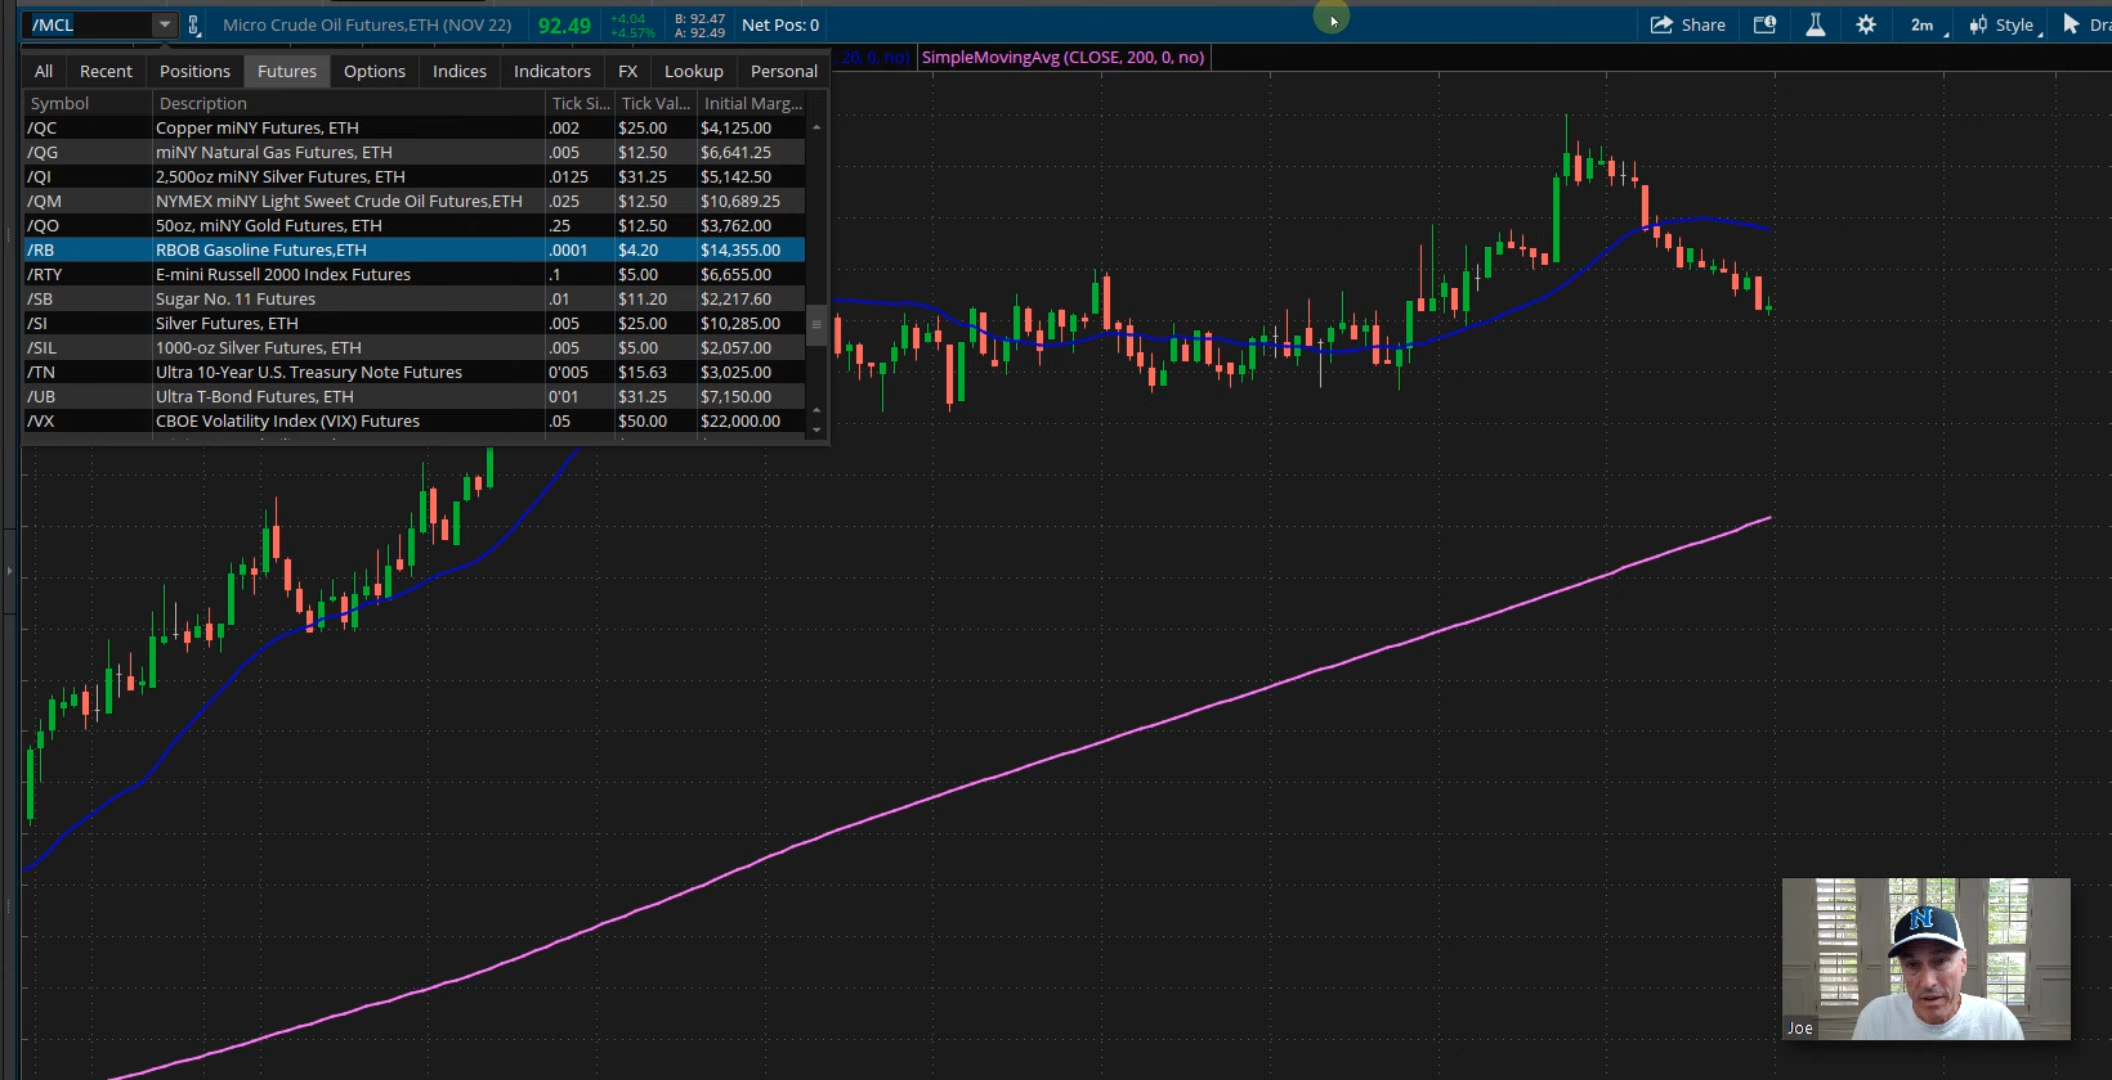 /MCL Micro Crude Oil Futures,ETH (NOV 22) 92.49 +4.04 +4.57% B: 92.47 A: 92.49 Net Pos: 0 Share 2m Style Dra
All Recent Positions Futures Options Indices Indicators FX Lookup Personal 20, 0, no) SimpleMovingAvg (CLOSE, 200, 0, no)
Symbol Description Tick Si... Tick Val... Initial Marg...
/QC Copper miNY Futures, ETH .002 $25.00 $4,125.00
/QG miNY Natural Gas Futures, ETH .005 $12.50 $6,641.25
/QI 2,500oz miNY Silver Futures, ETH .0125 $31.25 $5,142.50
/QM NYMEX miNY Light Sweet Crude Oil Futures,ETH .025 $12.50 $10,689.25
/QO 50oz, miNY Gold Futures, ETH .25 $12.50 $3,762.00
/RB RBOB Gasoline Futures,ETH .0001 $4.20 $14,355.00
/RTY E-mini Russell 2000 Index Futures .1 $5.00 $6,655.00
/SB Sugar No. 11 Futures .01 $11.20 $2,217.60
/SI Silver Futures, ETH .005 $25.00 $10,285.00
/SIL 1000-oz Silver Futures, ETH .005 $5.00 $2,057.00
/TN Ultra 10-Year U.S. Treasury Note Futures 0'005 $15.63 $3,025.00
/UB Ultra T-Bond Futures, ETH 0'01 $31.25 $7,150.00
/VX CBOE Volatility Index (VIX) Futures .05 $50.00 $22,000.00
N
Joe